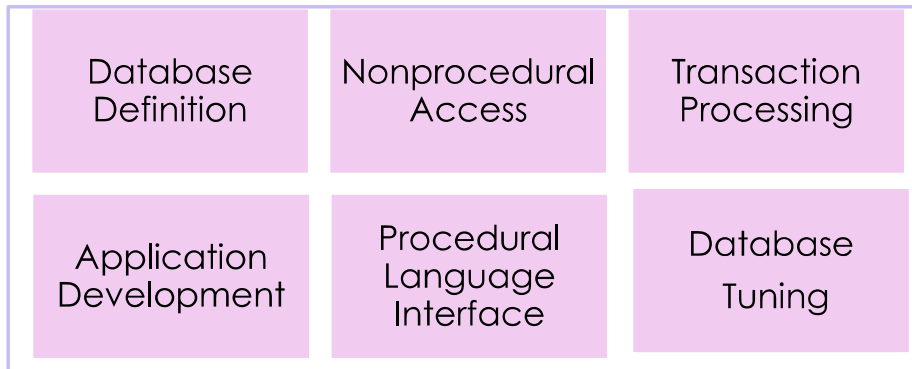 Database
Definition
Nonprocedural
Access
Transaction
Processing
Application
Development
Procedural
Language
Interface
Database
Tuning